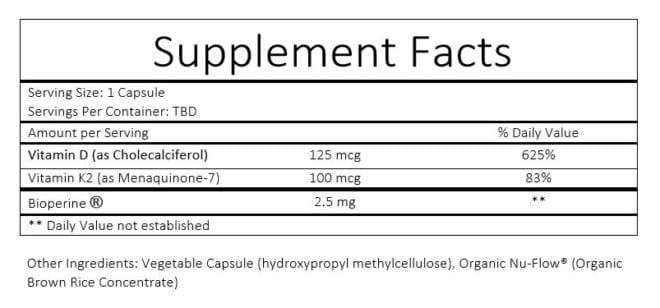 Supplement Facts
Serving Size: 1 Capsule
Servings Per Container: TBD
Amount per Serving % Daily Value
Vitamin D (as Cholecalciferol) 125 mcg 625%
Vitamin K2 (as Menaquinone-7) 100 mcg 83%
Bioperine ® 2.5 mg **
** Daily Value not established
Other Ingredients: Vegetable Capsule (hydroxypropyl methylcellulose), Organic Nu-Flow® (Organic
Brown Rice Concentrate)